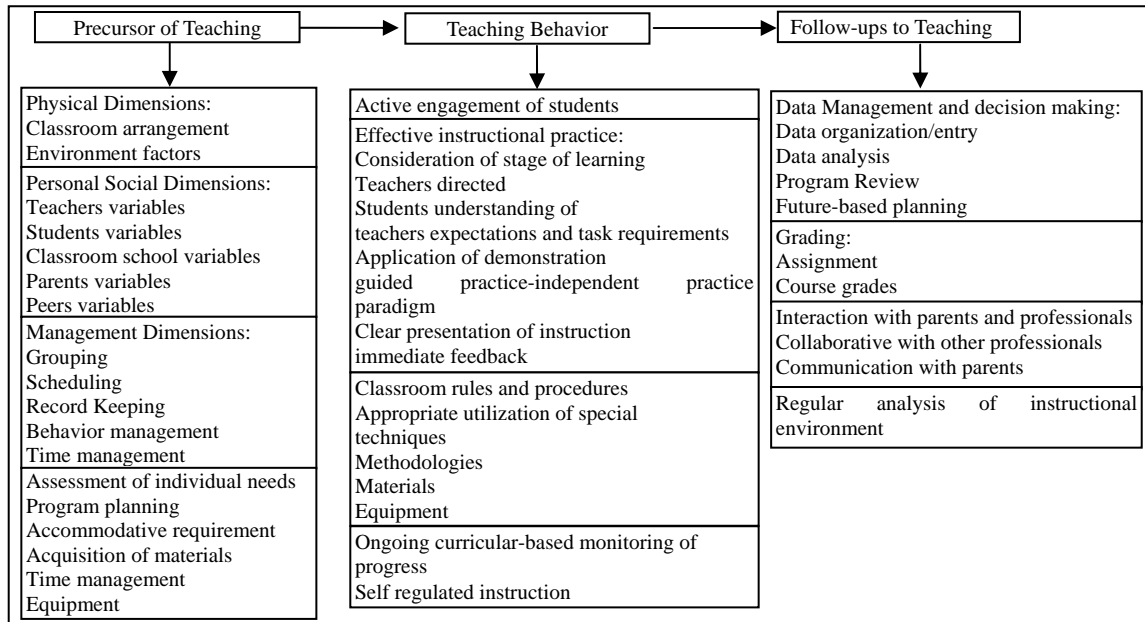 Precursor of Teaching
Teaching Behavior
Follow-ups to Teaching
Physical Dimensions:
Classroom arrangement
Environment factors
Personal Social Dimensions:
Teachers variables
Students variables
Classroom school variables
Parents variables
Peers variables
Management Dimensions:
Grouping
Scheduling
Record Keeping
Behavior management
Time management
Assessment of individual needs
Program planning
Accommodative requirement
Acquisition of materials
Time management
Equipment
Active engagement of students
Effective instructional practice:
Consideration of stage of learning
Teachers directed
Students understanding of
teachers expectations and task requirements
Application of demonstration
guided practice-independent practice
paradigm
Clear presentation of instruction
immediate feedback
Classroom rules and procedures
Appropriate utilization of special
techniques
Methodologies
Materials
Equipment
Ongoing curricular-based monitoring of
progress
Self regulated instruction
Data Management and decision making:
Data organization/entry
Data analysis
Program Review
Future-based planning
Grading:
Assignment
Course grades
Interaction with parents and professionals
Collaborative with other professionals
Communication with parents
Regular analysis of instructional
environment